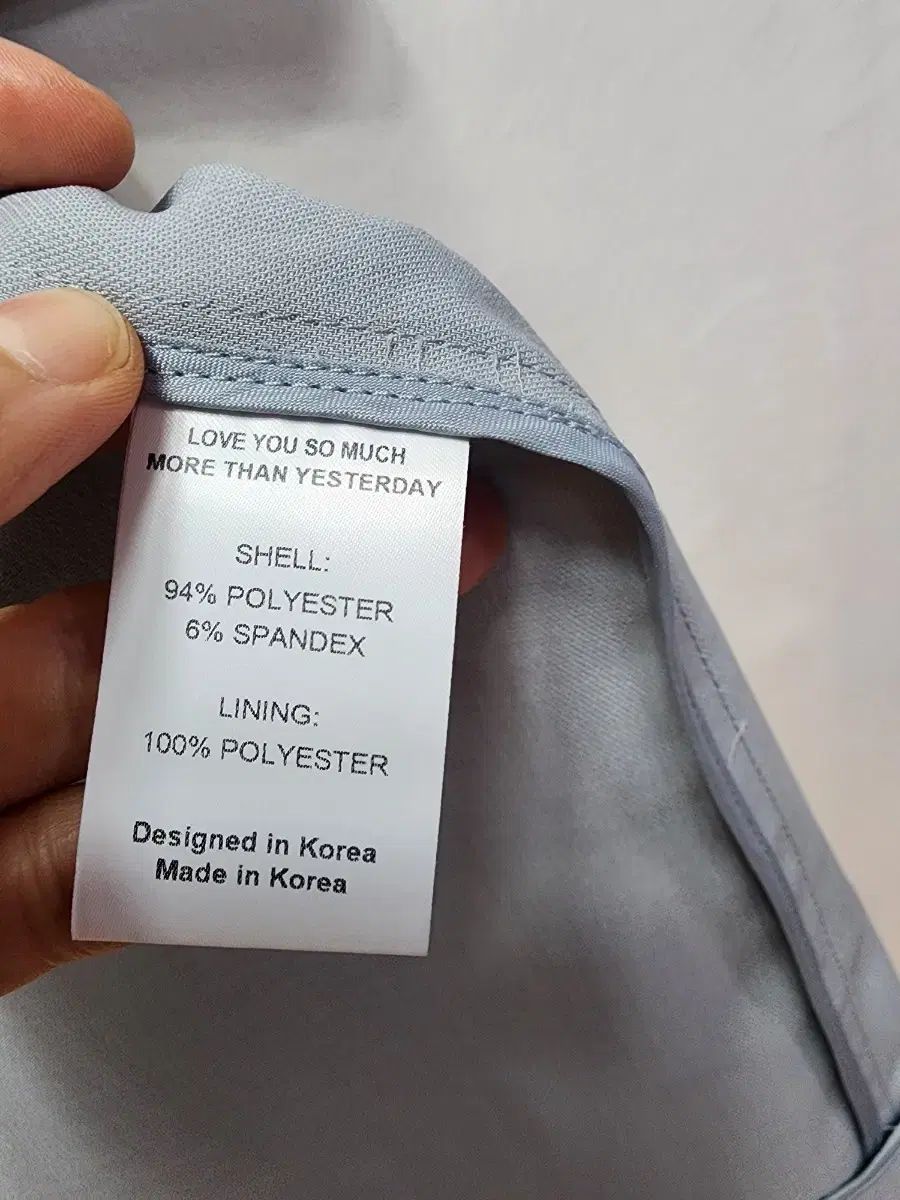 LOVE YOU SO MUCH
MORE THAN YESTERDAY
SHELL:
94% POLYESTER
6% SPANDEX
LINING:
100% POLYESTER
Designed in Korea
Made in Korea